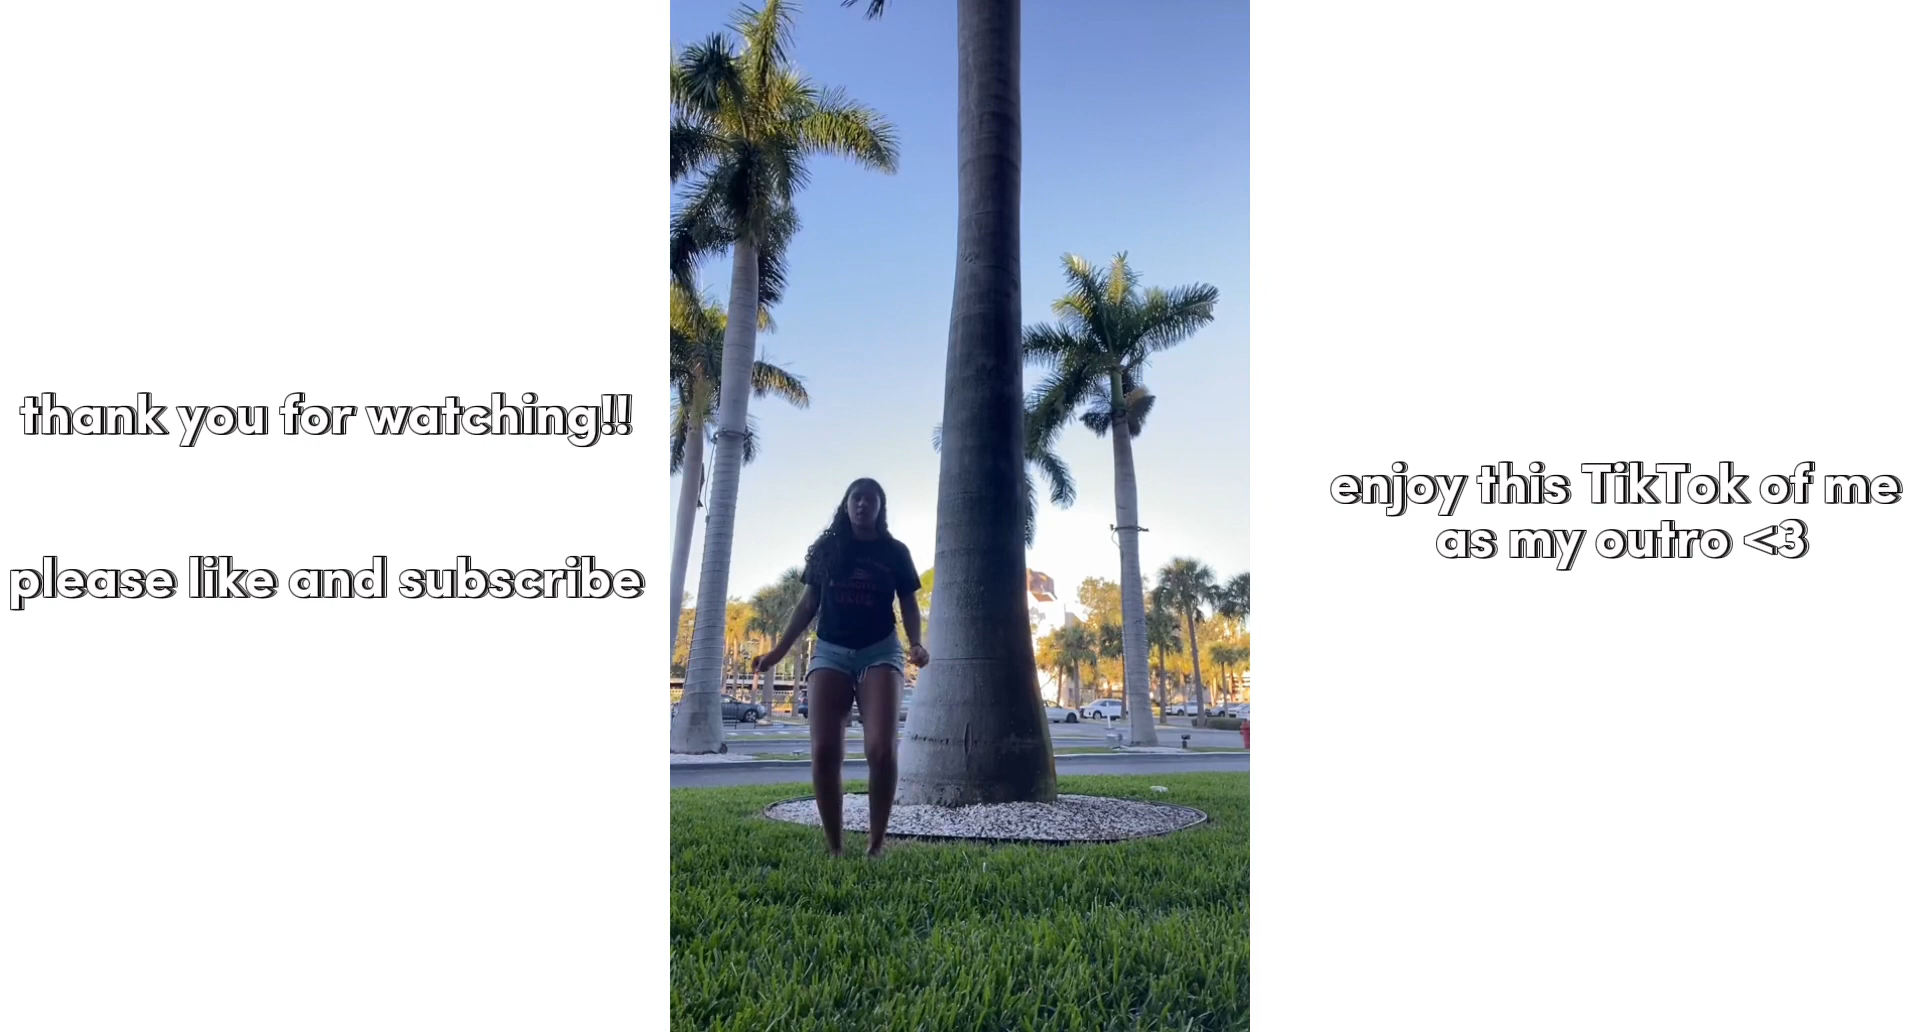 thank you for watching!!
please like and subscribe
enjoy this TikTok of me
as my outro <3